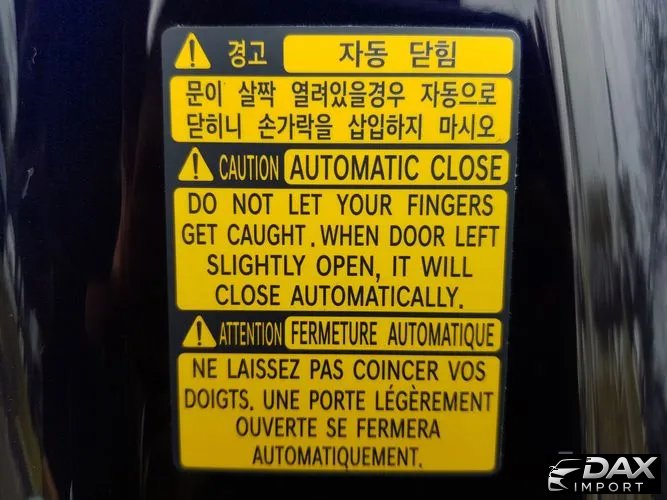 경고 자동 닫힘
문이 살짝 열려있을경우 자동으로
닫히니 손가락을 삽입하지 마시오
CAUTION AUTOMATIC CLOSE
DO NOT LET YOUR FINGERS
GET CAUGHT. WHEN DOOR LEFT
SLIGHTLY OPEN, IT WILL
CLOSE AUTOMATICALLY.
ATTENTION FERMETURE AUTOMATIQUE
NE LAISSEZ PAS COINCER VOS
DOIGTS. UNE PORTE LÉGÈREMENT
OUVERTE SE FERMERA
AUTOMATIQUEMENT.
DAX
IMPORT